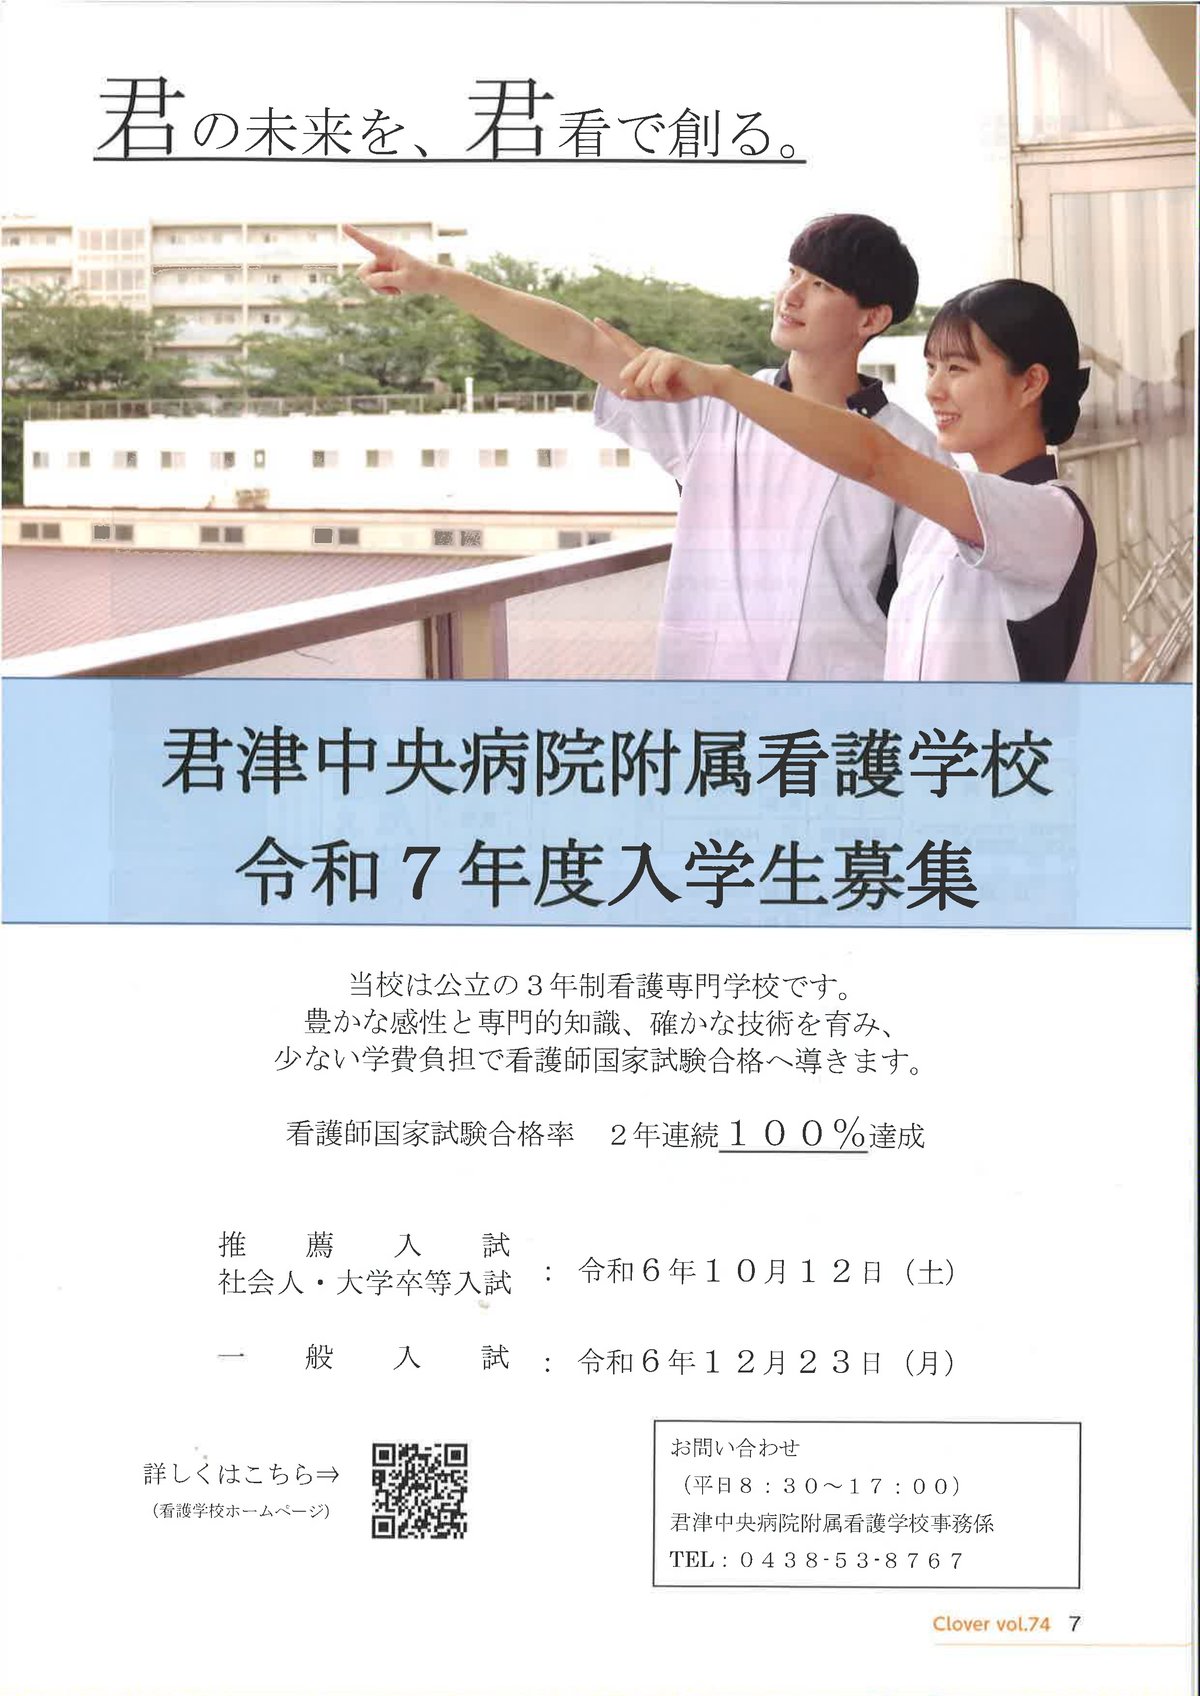 君の未来を、君看で創る。
君津中央病院附属看護学校
令和７年度入学生募集
当校は公立の３年制看護専門学校です。
豊かな感性と専門的知識、確かな技術を育み、
少ない学費負担で看護師国家試験合格へ導きます。
看護師国家試験合格率　２年連続１００％達成
推　薦　入　試
社会人・大学卒等入試　：　令和６年１０月１２日（土）
一　般　入　試　：　令和６年１２月２３日（月）
詳しくはこちら⇒
（看護学校ホームページ）
お問い合わせ
（平日８：３０～１７：００）
君津中央病院附属看護学校事務係
TEL：０４３８-５３-８７６７
Clover vol.74　7